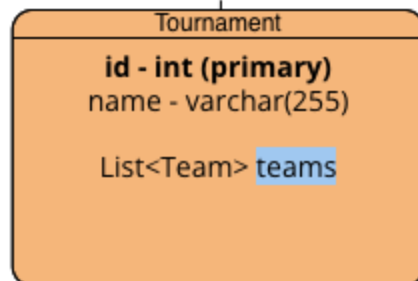 Tournament
id - int (primary)
name - varchar(255)
List<Team> teams